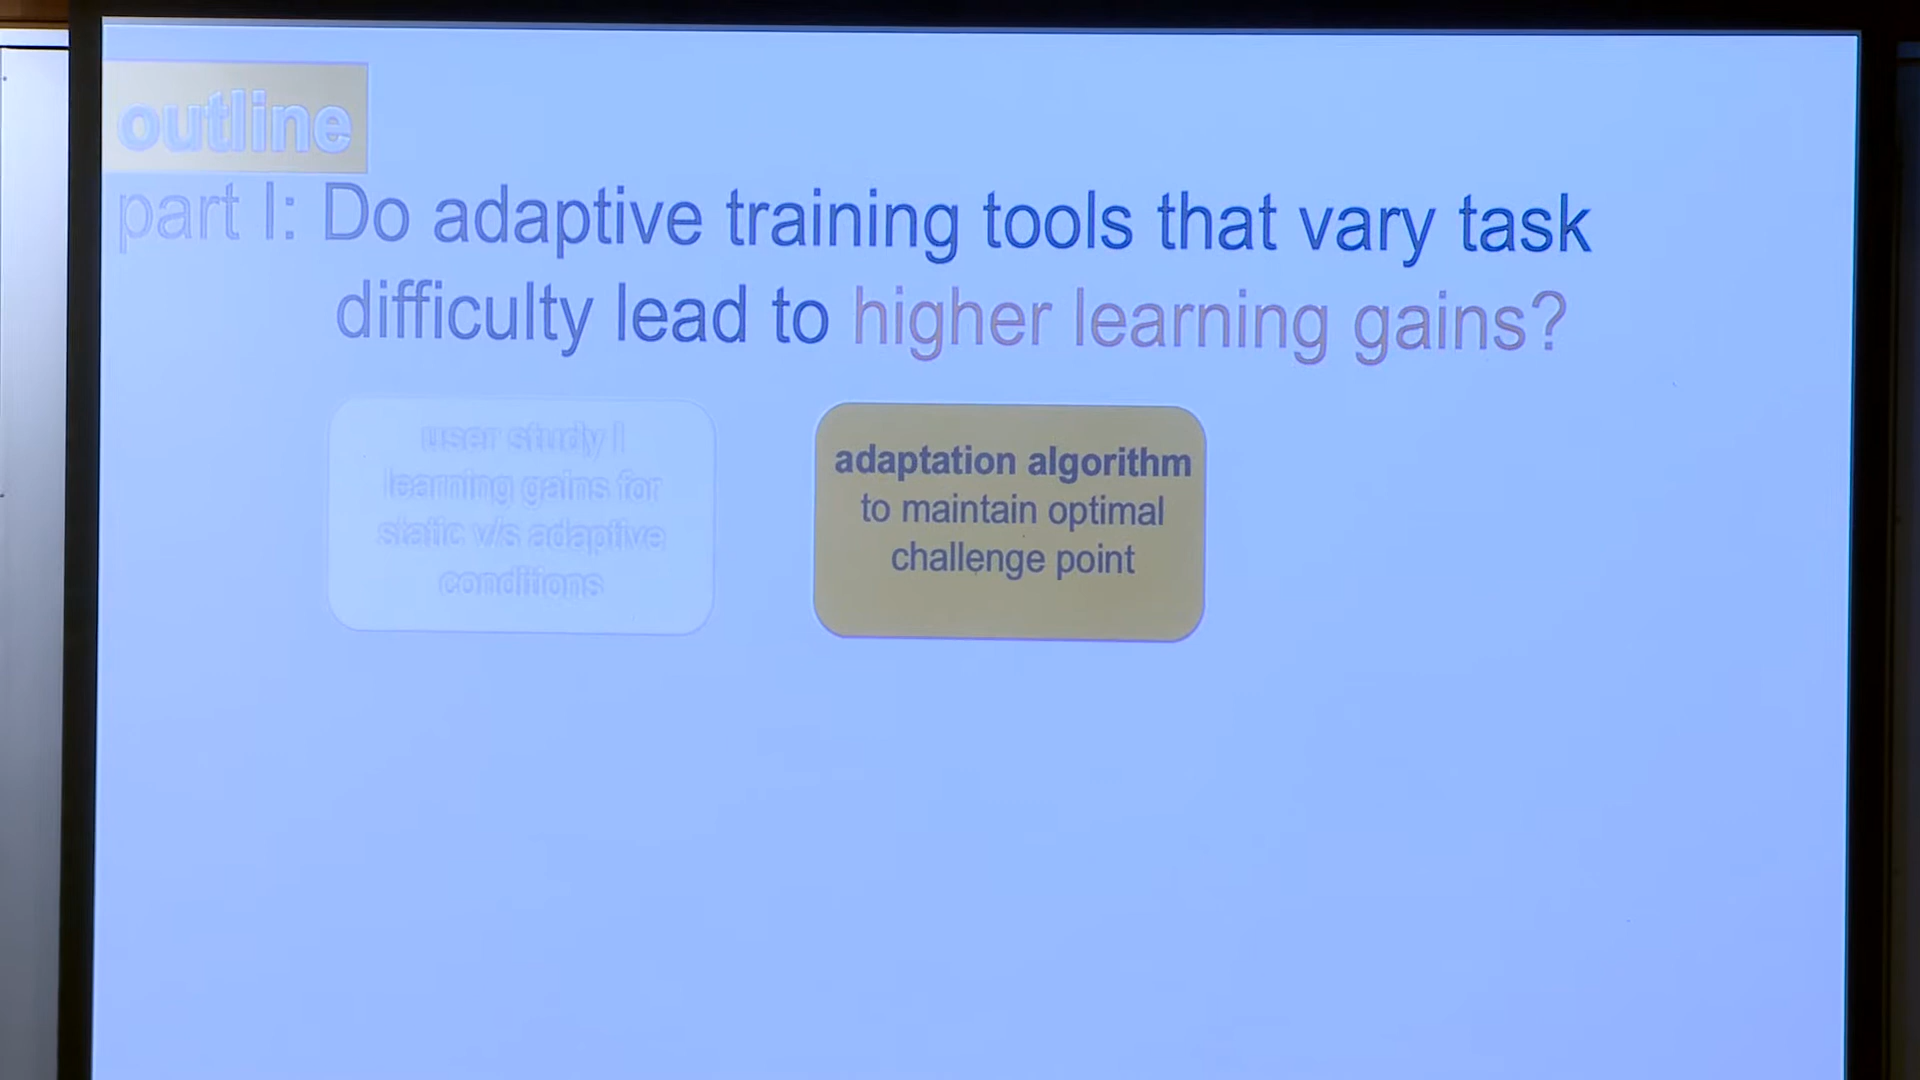 outline
part I: Do adaptive training tools that vary task
difficulty lead to higher learning gains?
user study I
learning gains for
static v/s adaptive
conditions
adaptation algorithm
to maintain optimal
challenge point